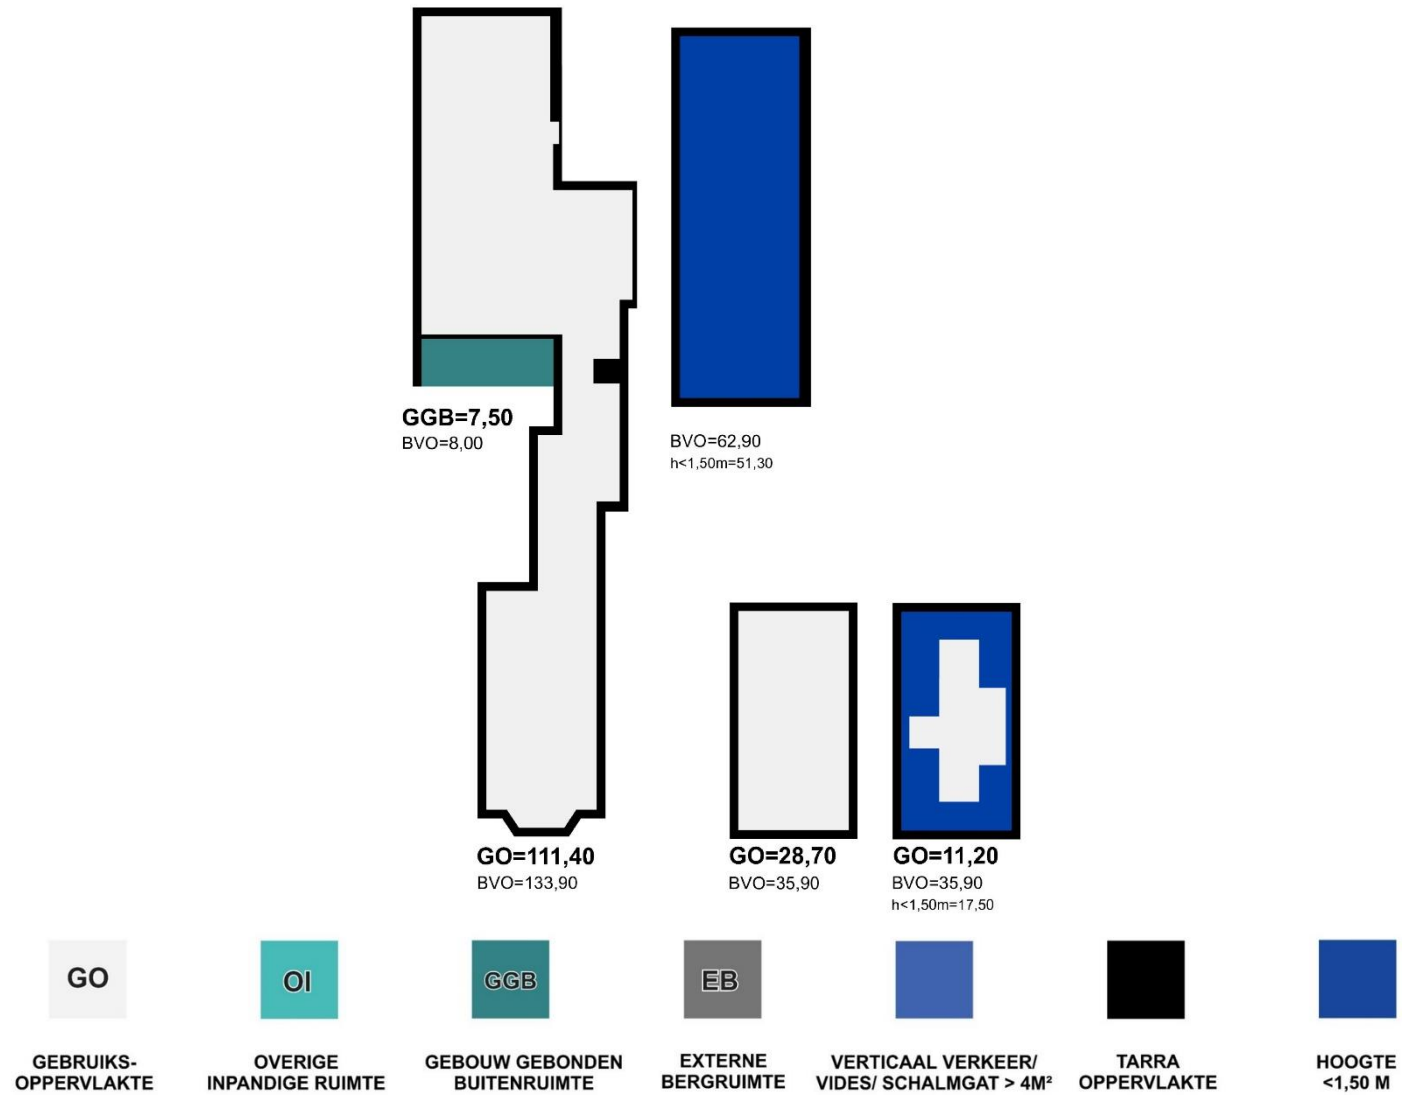 GGB=7,50
BVO=8,00
BVO=62,90
h<1,50m=51,30
GO=111,40
BVO=133,90
GO=28,70
BVO=35,90
GO=11,20
BVO=35,90
h<1,50m=17,50
GO
GEBRUIKS-
OPPERVLAKTE
OI
OVERIGE
INPANDIGE RUIMTE
GGB
GEBOUW GEBONDEN
BUITENRUIMTE
EB
EXTERNE
BERGRUIMTE
VERTICAAL VERKEER/
VIDES/ SCHALMGAT > 4M²
TARRA
OPPERVLAKTE
HOOGTE
<1,50 M